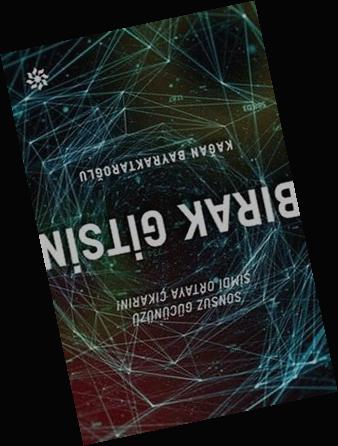 SONSUZ GÜCÜNÜZÜ
ŞİMDİ ORTAYA ÇIKARIN!
BIRAK GİTSİN
KAĞAN BAYRAKTAROĞLU